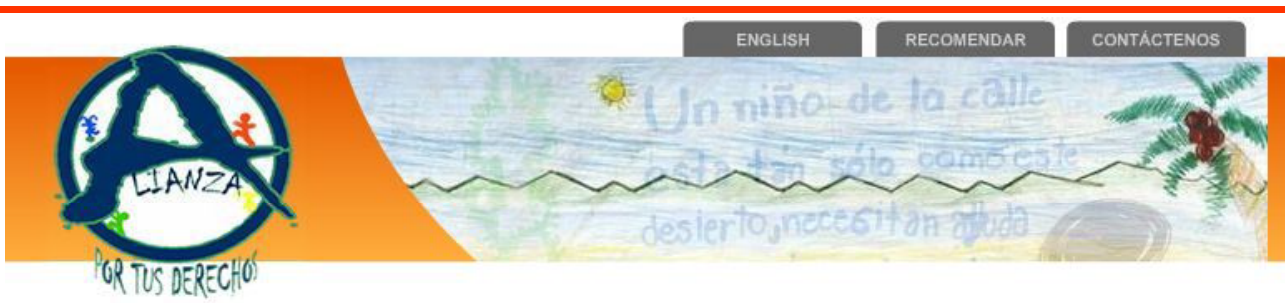 ENGLISH RECOMENDAR CONTÁCTENOS
ALIANZA
POR TUS DERECHOS
Un niño de la calle
esta tan sólo como este
desierto, necesitan ayuda